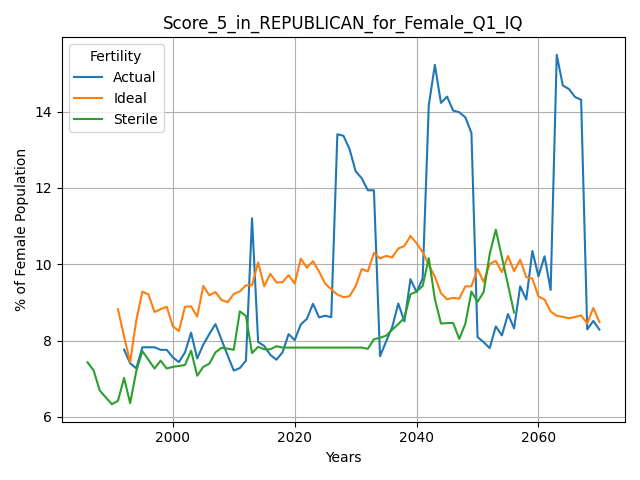 Score_5_in_REPUBLICAN_for_Female_Q1_IQ
Fertility
Actual
Ideal
Sterile
% of Female Population
14
12
10
8
6
2000
2020
2040
2060
Years